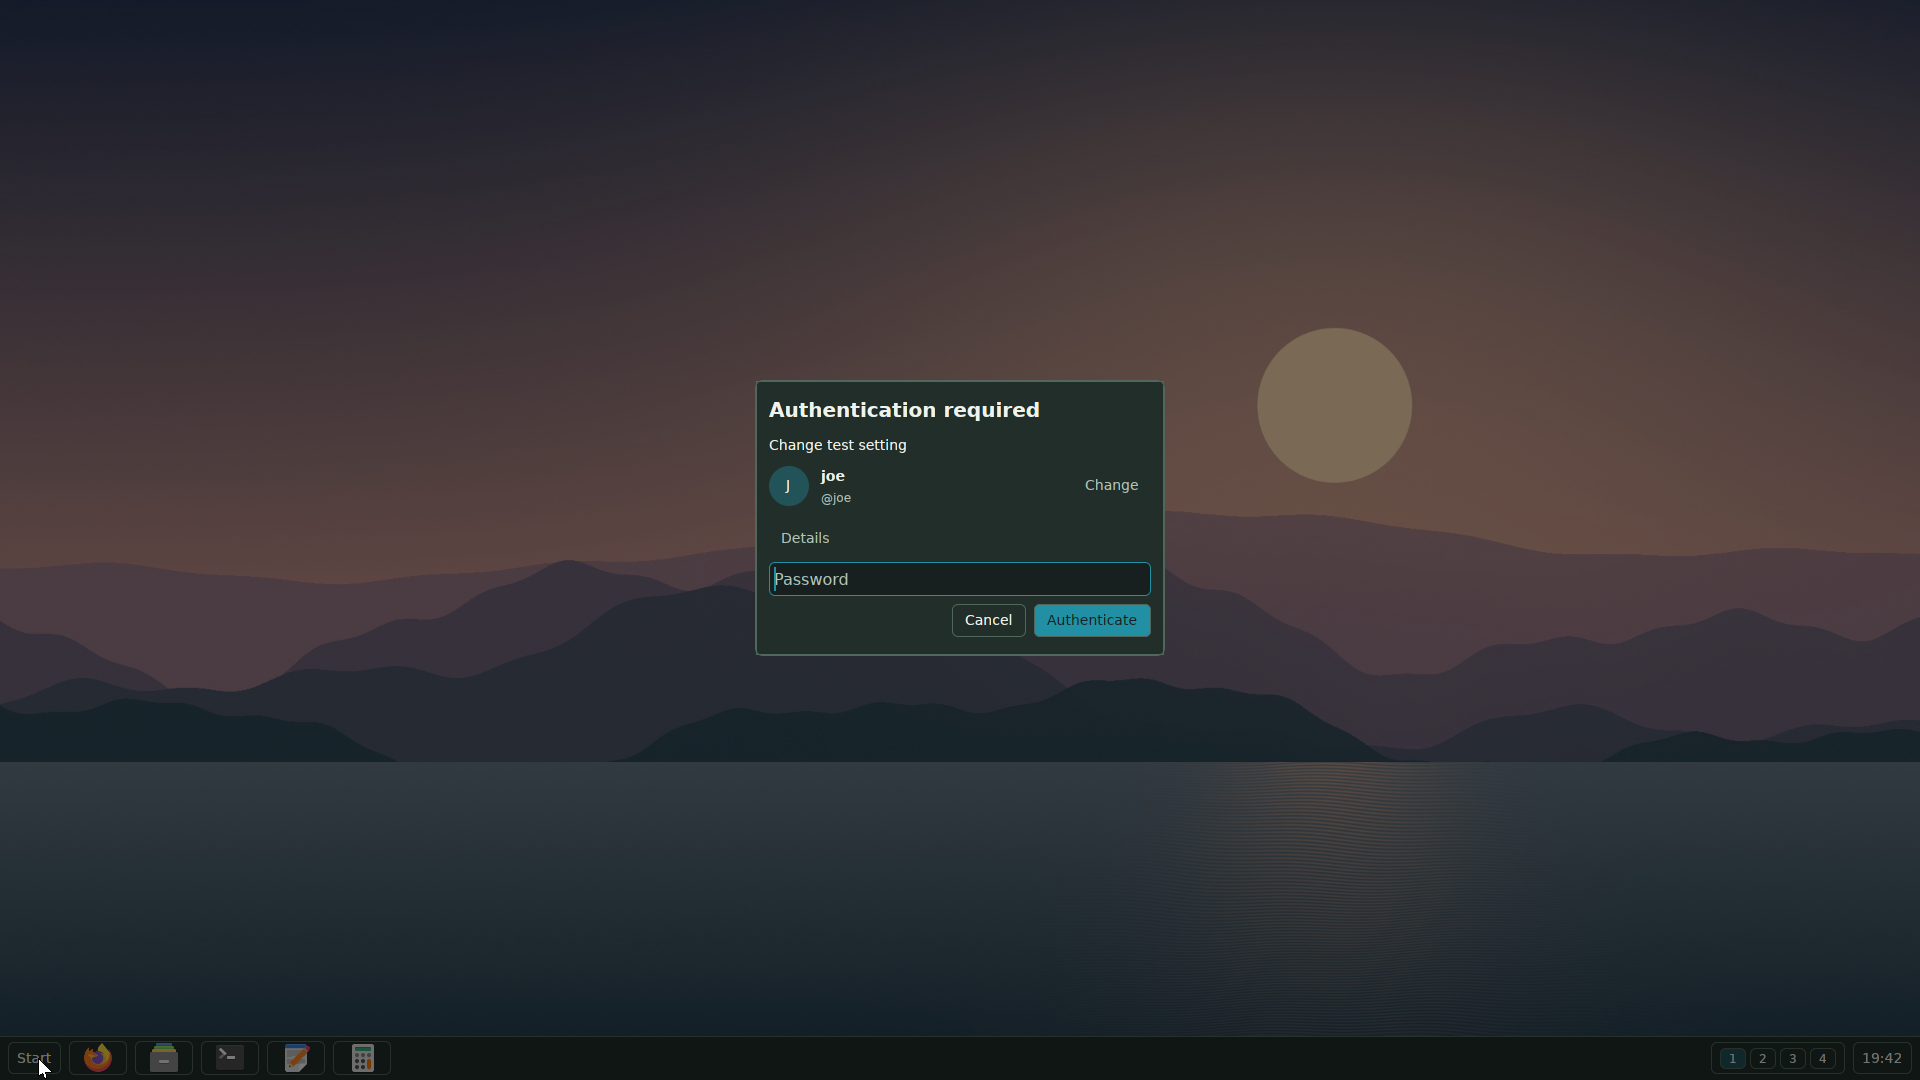 Authentication required
Change test setting
J
joe
@joe
Change
Details
Password
Cancel
Authenticate
Start
1
2
3
4
19:42